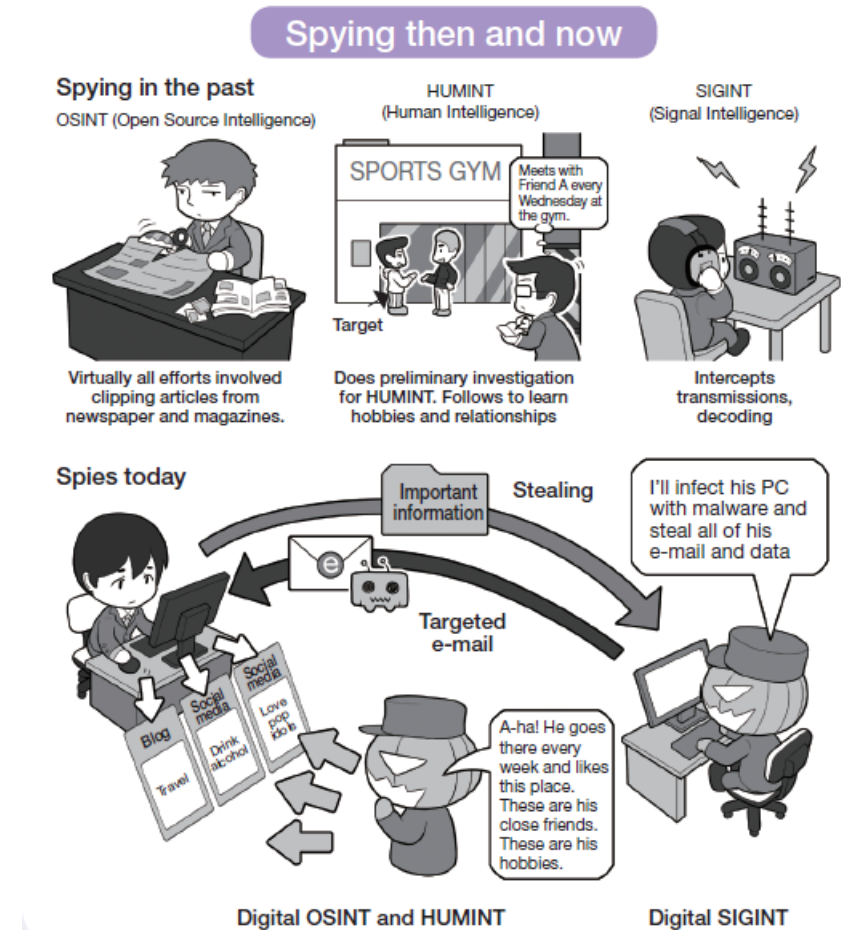 Spying then and now
Spying in the past
OSINT (Open Source Intelligence)
HUMINT
(Human Intelligence)
SIGINT
(Signal Intelligence)
SPORTS GYM
Meets with
Friend A every
Wednesday at
the gym.
Target
Virtually all efforts involved
clipping articles from
newspaper and magazines.
Does preliminary investigation
for HUMINT. Follows to learn
hobbies and relationships
Intercepts
transmissions,
decoding
Spies today
Important
information
Stealing
I'll infect his PC
with malware and
steal all of his
e-mail and data
e
Targeted
e-mail
Blog
Travel
Social
media
Drink
alcohol
Social
media
Love
pop
idols
A-ha! He goes
there every
week and likes
this place.
These are his
close friends.
These are his
hobbies.
Digital OSINT and HUMINT
Digital SIGINT